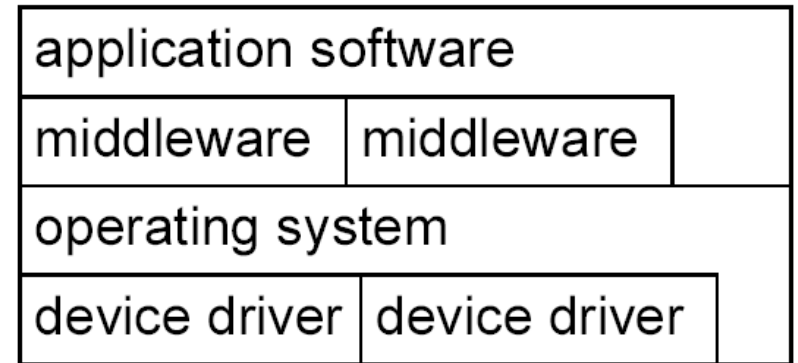 application software
middleware middleware
operating system
device driver device driver